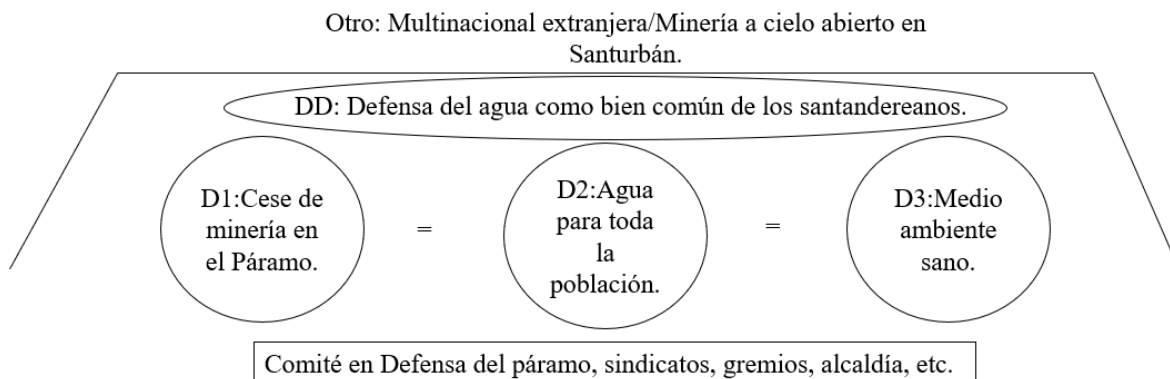 Otro: Multinacional extranjera/Minería a cielo abierto en
Santurbán.
DD: Defensa del agua como bien común de los santandereanos.
D1:Cese de
minería en
el Páramo.
=
D2:Agua
para toda
la
población.
=
D3:Medio
ambiente
sano.
Comité en Defensa del páramo, sindicatos, gremios, alcaldía, etc.